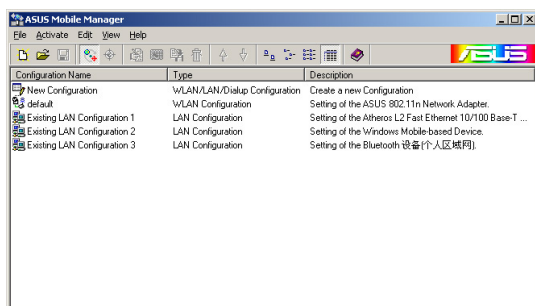 ASUS Mobile Manager
File Activate Edit View Help
ASUS
Configuration Name Type Description
New Configuration WLAN/LAN/Dialup Configuration Create a new Configuration
default WLAN Configuration Setting of the ASUS 802.11n Network Adapter.
Existing LAN Configuration 1 LAN Configuration Setting of the Atheros L2 Fast Ethernet 10/100 Base-T ...
Existing LAN Configuration 2 LAN Configuration Setting of the Windows Mobile-based Device.
Existing LAN Configuration 3 LAN Configuration Setting of the Bluetooth 设备(个人区域网).